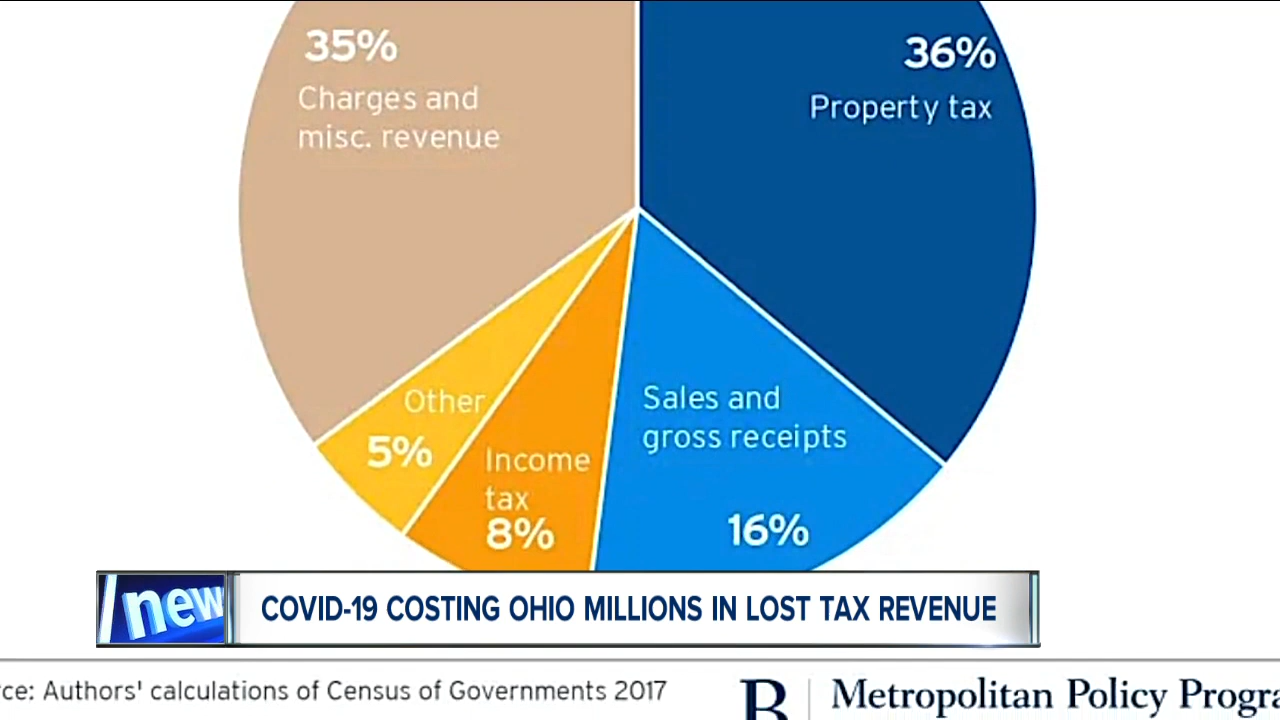 35%
Charges and
misc. revenue
36%
Property tax
Other
5%
Income
tax
8%
Sales and
gross receipts
16%
new
COVID-19 COSTING OHIO MILLIONS IN LOST TAX REVENUE
rce: Authors' calculations of Census of Governments 2017
B
Metropolitan Policy Progra